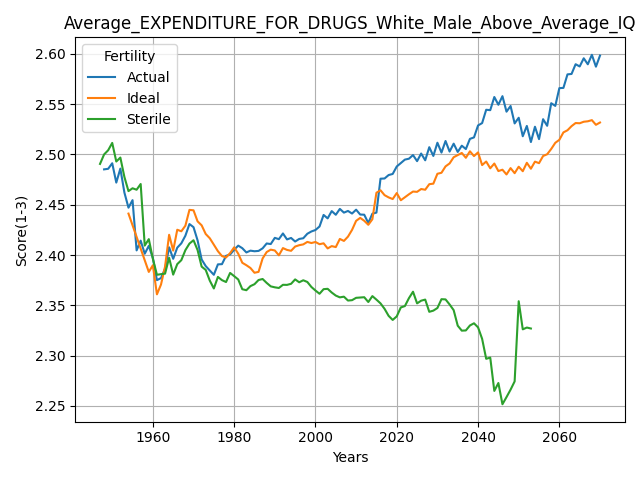 Average_EXPENDITURE_FOR_DRUGS_White_Male_Above_Average_IQ
Fertility
Actual
Ideal
Sterile
Score(1-3)
2.60
2.55
2.50
2.45
2.40
2.35
2.30
2.25
1960 1980 2000 2020 2040 2060
Years